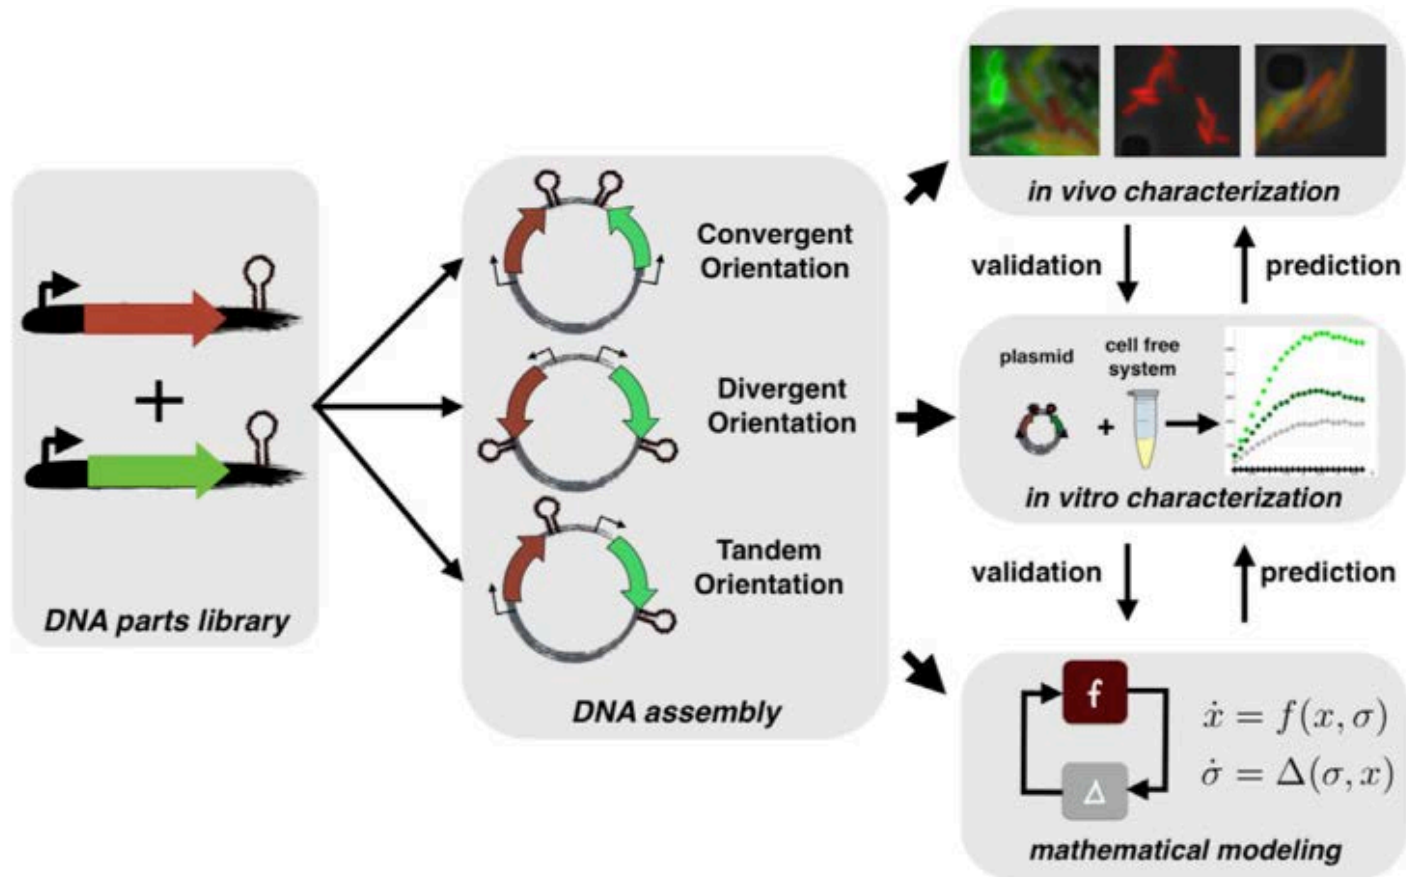 DNA parts library
Convergent
Orientation
Divergent
Orientation
Tandem
Orientation
DNA assembly
in vivo characterization
validation
prediction
plasmid
cell free
system
+
in vitro characterization
validation
prediction
f
Δ
ẋ = f(x, σ)
σ̇ = Δ(σ, x)
mathematical modeling